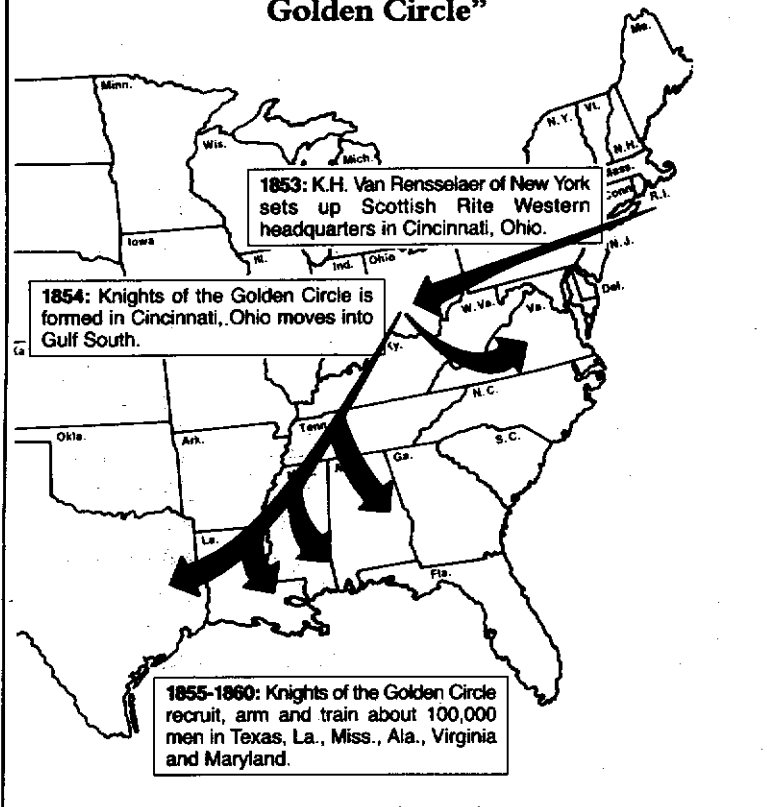 Golden Circle”
Me.
Minn.
N.Y.
Vt.
Wis.
N.H.
Mich.
Mass.
Conn
R.I.
1853: K.H. Van Rensselaer of New York
sets up Scottish Rite Western
headquarters in Cincinnati, Ohio.
Iowa
Ill.
Ind.
Ohio
N.J.
Del.
1854: Knights of the Golden Circle is
formed in Cincinnati, Ohio moves into
Gulf South.
W. Va.
Va.
Ky.
N.C.
Okla.
Ark.
Tenn
S.C.
Ga.
La.
Fla.
1855-1860: Knights of the Golden Circle
recruit, arm and train about 100,000
men in Texas, La., Miss., Ala., Virginia
and Maryland.